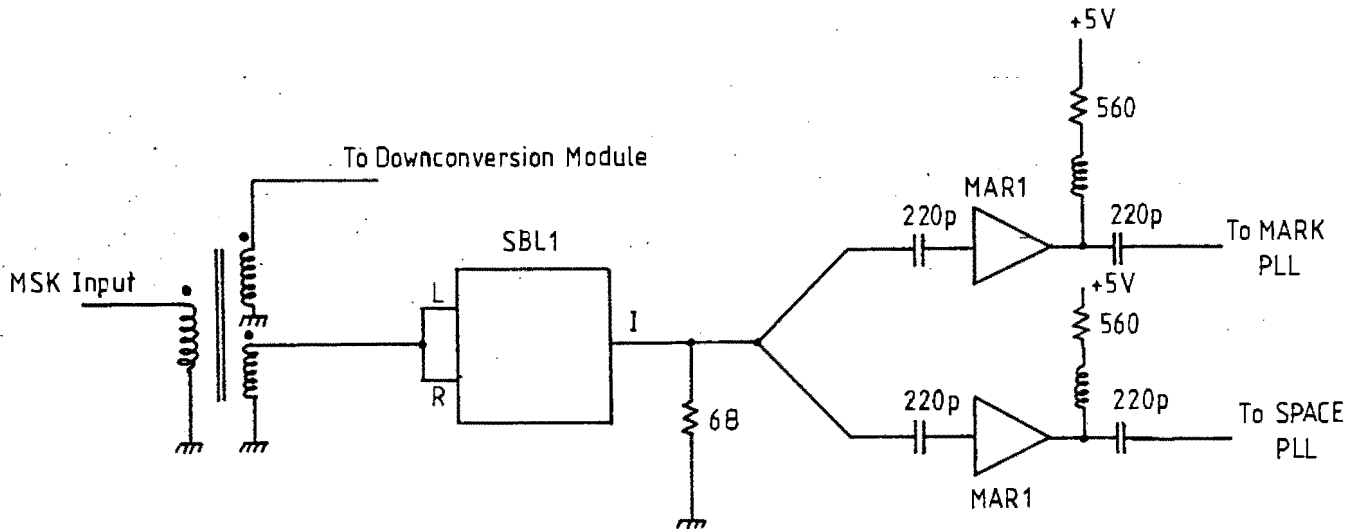 +5V
560
To Downconversion Module
MAR1
220p
220p
To MARK
PLL
SBL1
MSK Input
L
I
R
+5V
560
68
220p
220p
To SPACE
PLL
MAR1